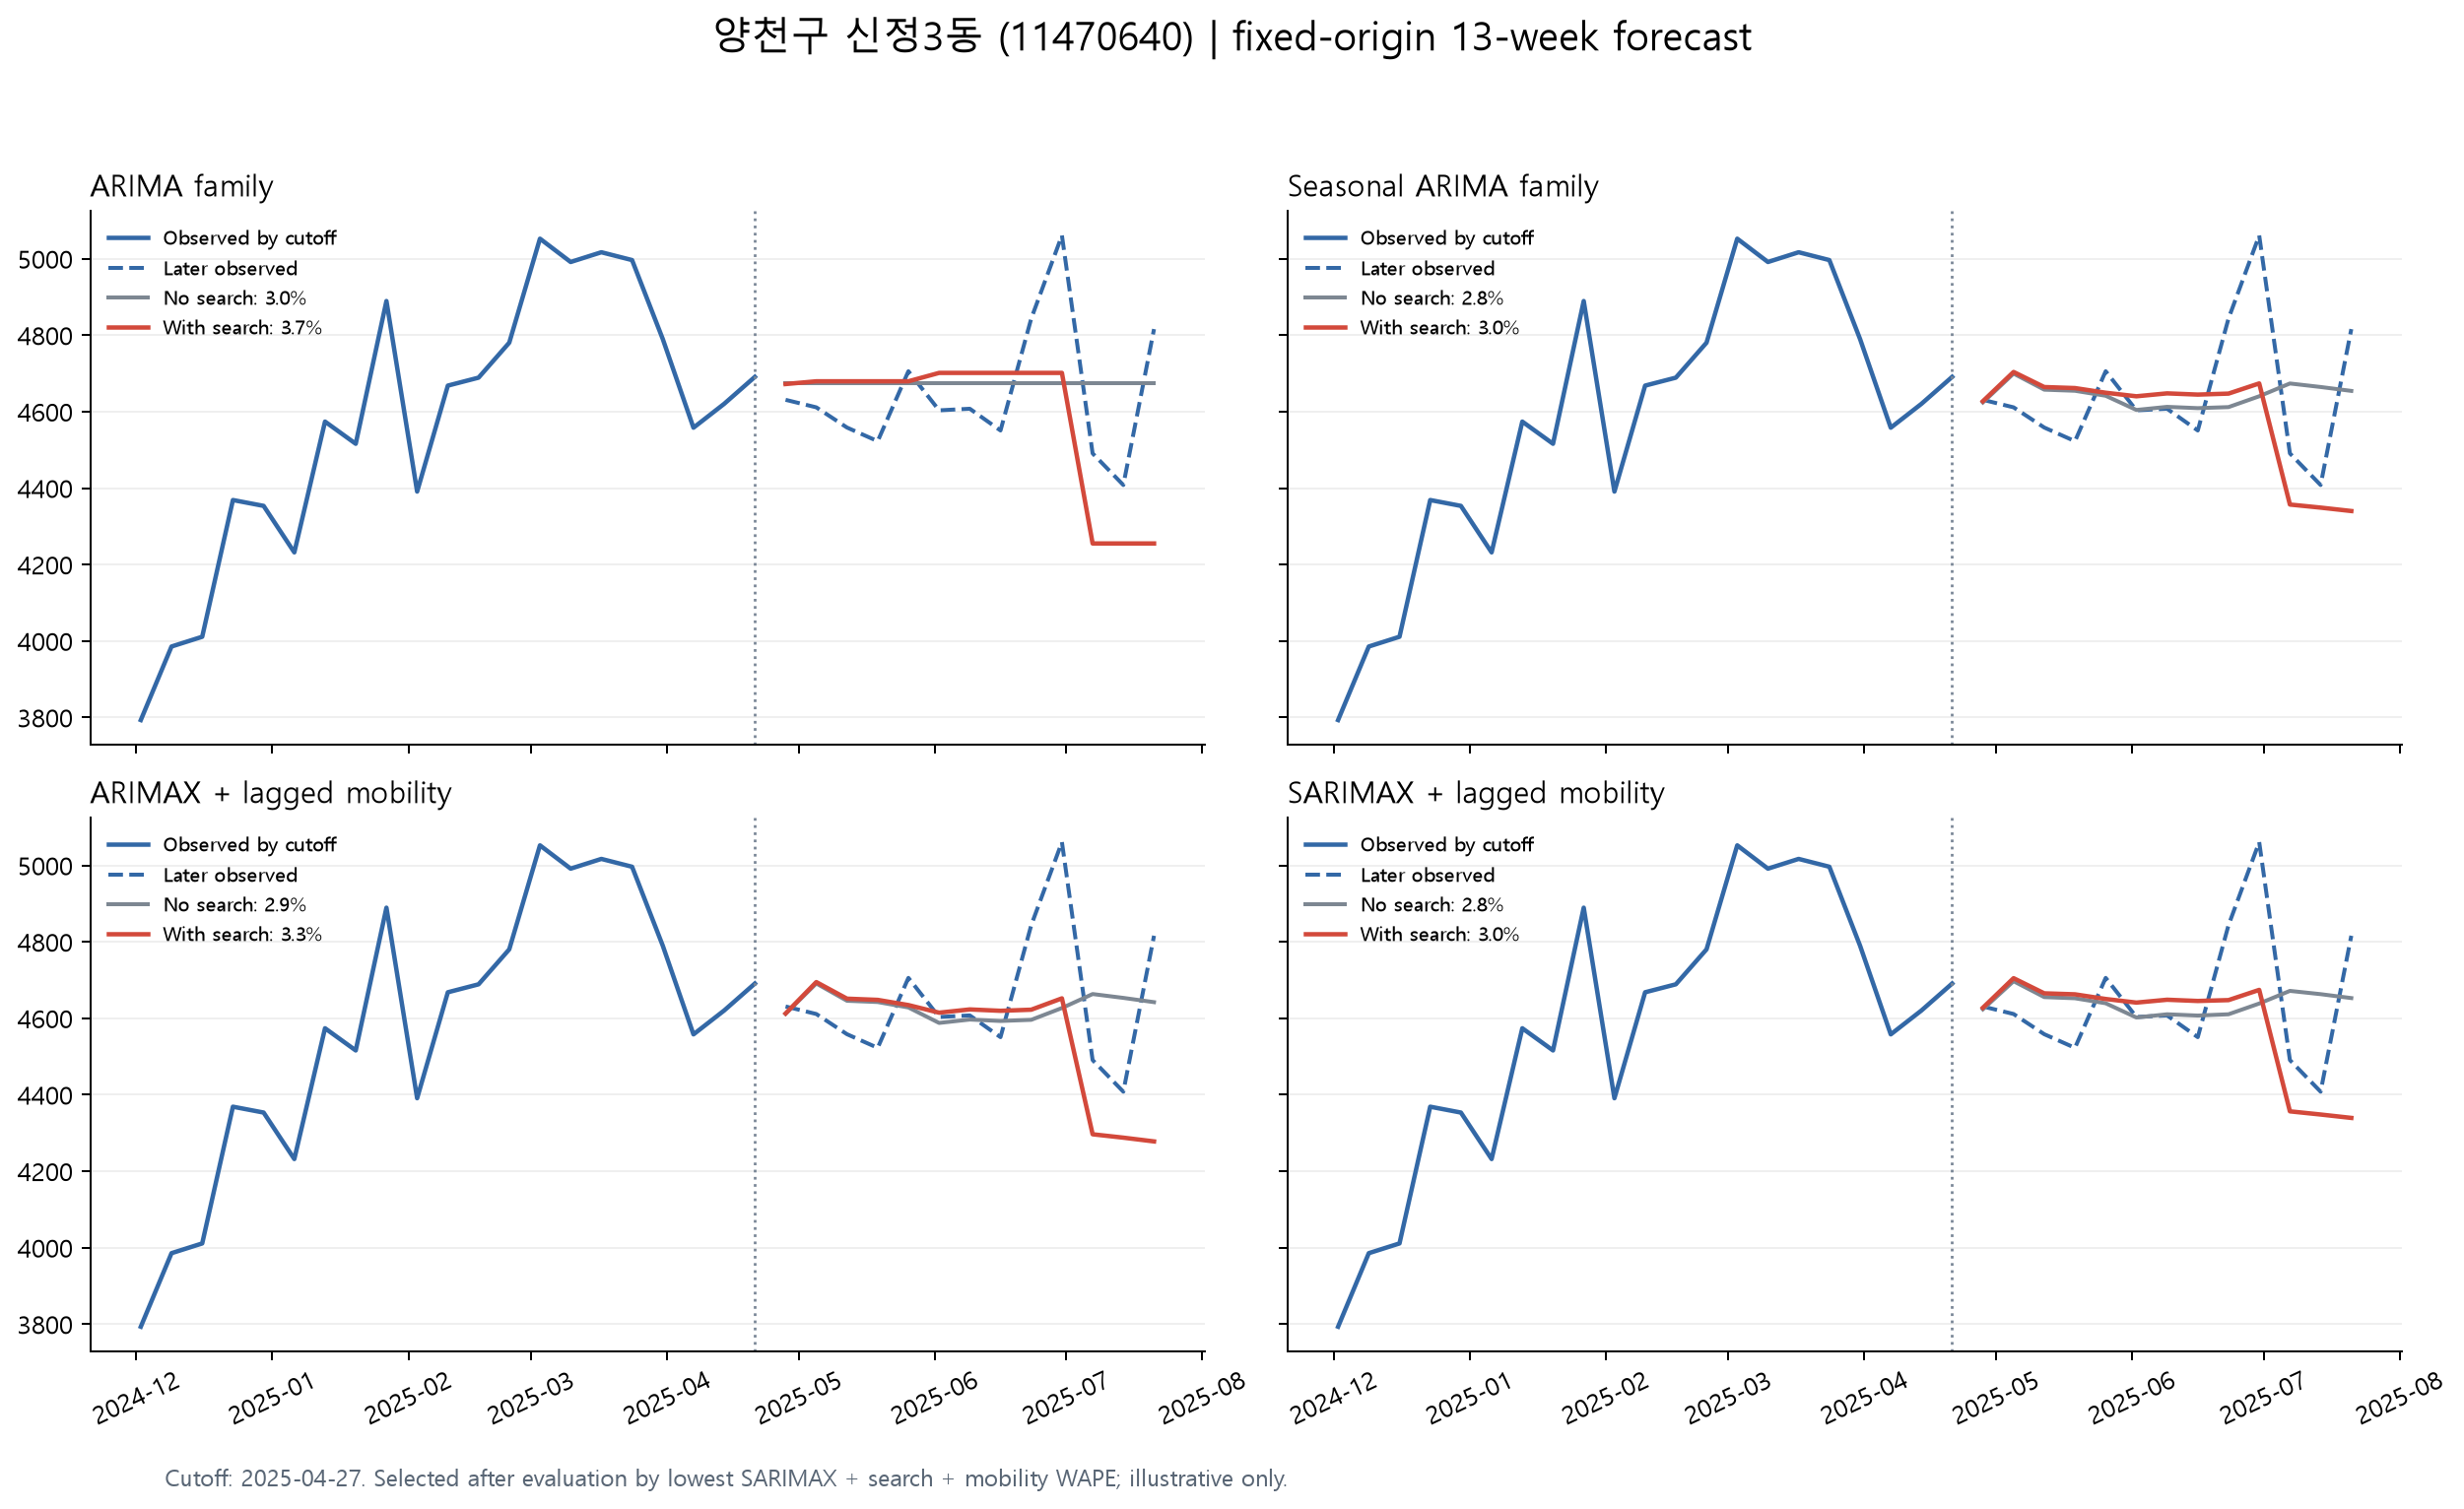 양천구 신정3동 (11470640) | fixed-origin 13-week forecast
ARIMA family
Observed by cutoff
Later observed
No search: 3.0%
With search: 3.7%
5000
4800
4600
4400
4200
4000
3800
Seasonal ARIMA family
Observed by cutoff
Later observed
No search: 2.8%
With search: 3.0%
ARIMAX + lagged mobility
Observed by cutoff
Later observed
No search: 2.9%
With search: 3.3%
5000
4800
4600
4400
4200
4000
3800
2024-12
2025-01
2025-02
2025-03
2025-04
2025-05
2025-06
2025-07
2025-08
SARIMAX + lagged mobility
Observed by cutoff
Later observed
No search: 2.8%
With search: 3.0%
2024-12
2025-01
2025-02
2025-03
2025-04
2025-05
2025-06
2025-07
2025-08
Cutoff: 2025-04-27. Selected after evaluation by lowest SARIMAX + search + mobility WAPE; illustrative only.